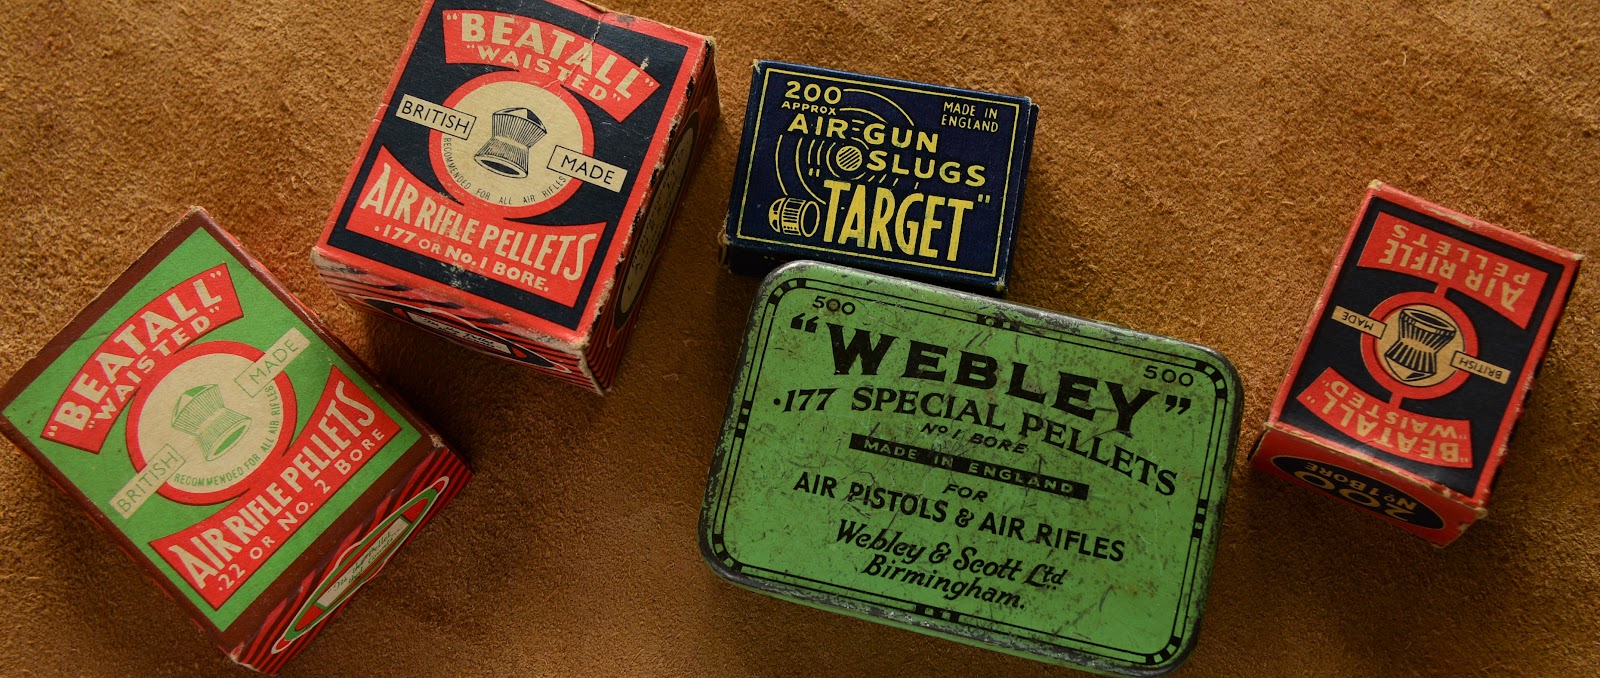 "BEATALL"
"WAISTED"
BRITISH
MADE
RECOMMENDED FOR ALL AIR RIFLES
AIR RIFLE PELLETS
.177 OR No. 1 BORE.
200
APPROX
MADE IN
ENGLAND
AIR-GUN
SLUGS
"TARGET"
"BEATALL"
"WAISTED"
BRITISH
MADE
RECOMMENDED FOR ALL AIR RIFLES
AIR RIFLE PELLETS
.22 OR NO. 2 BORE
500
500
"WEBLEY"
.177 SPECIAL PELLETS
No 1 BORE
MADE IN ENGLAND
FOR
AIR PISTOLS & AIR RIFLES
Webley & Scott Ltd
Birmingham.
"BEATALL"
"WAISTED"
BRITISH
MADE
AIR RIFLE
PELLETS
No 1 BORE